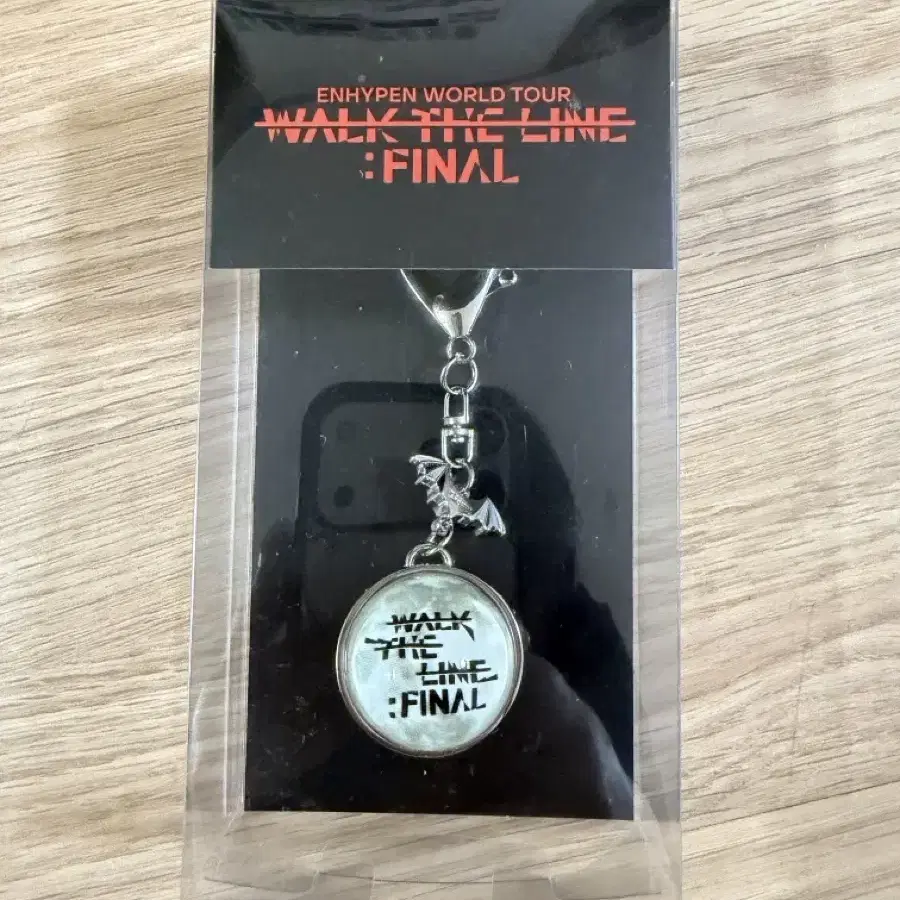 ENHYPEN WORLD TOUR
WALK THE LINE
:FINAL
WALK
THE
LINE
:FINAL